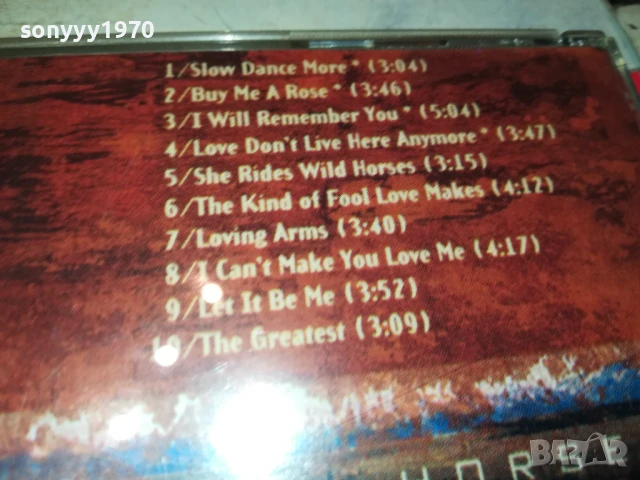 sonyyy1970
1/Slow Dance More* (3:04)
2/Buy Me A Rose* (3:46)
3/I Will Remember You* (5:04)
4/Love Don't Live Here Anymore* (3:47)
5/She Rides Wild Horses (3:15)
6/The Kind of Fool Love Makes (4:12)
7/Loving Arms (3:40)
8/I Can't Make You Love Me (4:17)
9/Let It Be Me (3:52)
10/The Greatest (3:09)
HORS
BAZAR